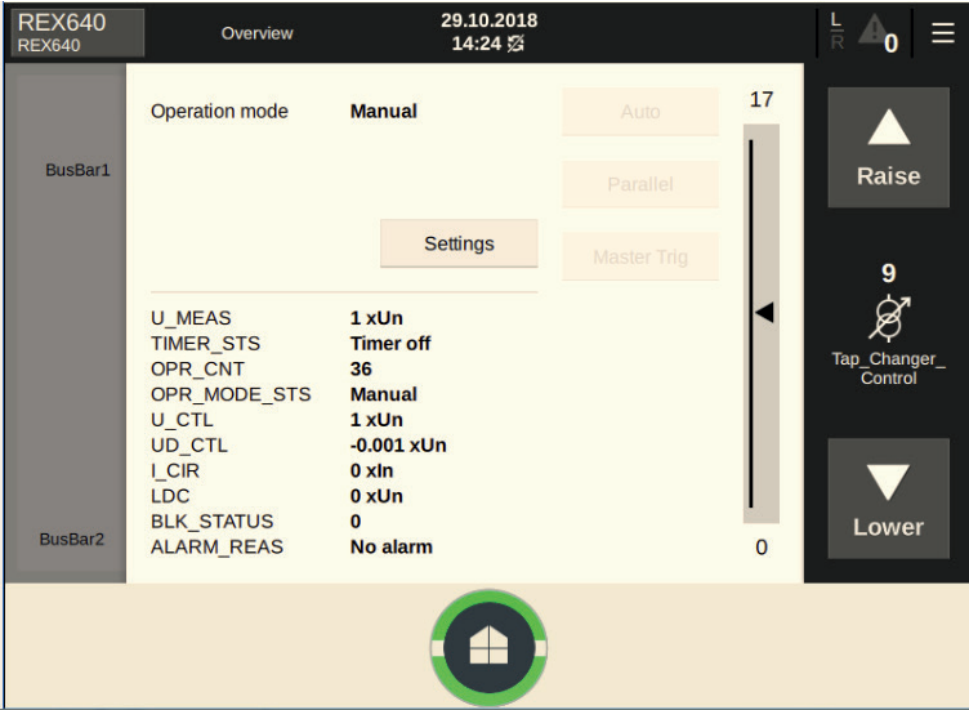 REX640
REX640
Overview
29.10.2018
14:24
L
R
0
BusBar1
BusBar2
Operation mode Manual
Auto
Parallel
Settings
Master Trig
U_MEAS 1 xUn
TIMER_STS Timer off
OPR_CNT 36
OPR_MODE_STS Manual
U_CTL 1 xUn
UD_CTL -0.001 xUn
I_CIR 0 xIn
LDC 0 xUn
BLK_STATUS 0
ALARM_REAS No alarm
17
0
Raise
9
Tap_Changer_
Control
Lower